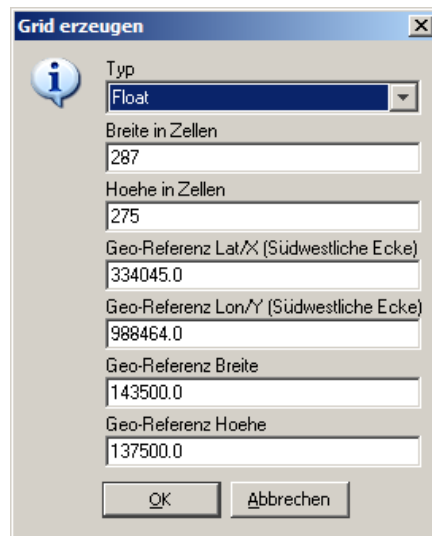 Grid erzeugen
Typ
Float
Breite in Zellen
287
Hoehe in Zellen
275
Geo-Referenz Lat/X (Südwestliche Ecke)
334045.0
Geo-Referenz Lon/Y (Südwestliche Ecke)
988464.0
Geo-Referenz Breite
143500.0
Geo-Referenz Hoehe
137500.0
OK Abbrechen